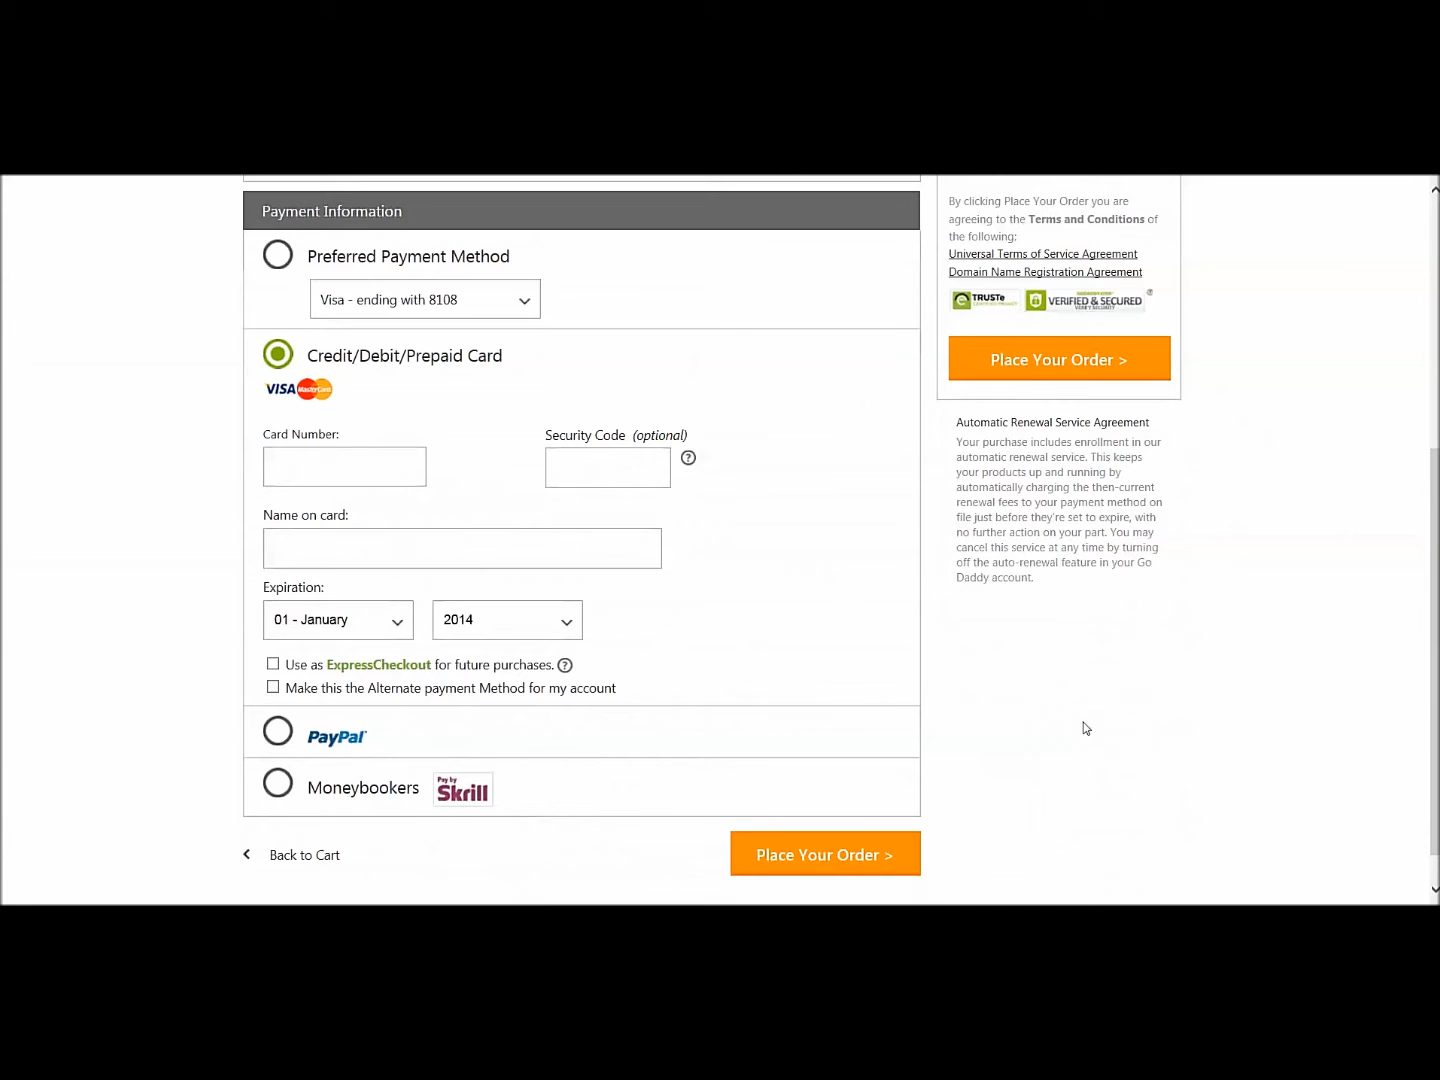 Payment Information
Preferred Payment Method
Visa - ending with 8108
Credit/Debit/Prepaid Card
VISA MasterCard
Card Number:
Security Code (optional)
?
Name on card:
Expiration:
01 - January
2014
Use as ExpressCheckout for future purchases. ?
Make this the Alternate payment Method for my account
PayPal
Moneybookers
Pay by
Skrill
< Back to Cart
Place Your Order >
By clicking Place Your Order you are
agreeing to the Terms and Conditions of
the following:
Universal Terms of Service Agreement
Domain Name Registration Agreement
TRUSTe
VERIFIED & SECURED
VERIFY SECURITY
Place Your Order >
Automatic Renewal Service Agreement
Your purchase includes enrollment in our
automatic renewal service. This keeps
your products up and running by
automatically charging the then-current
renewal fees to your payment method on
file just before they're set to expire, with
no further action on your part. You may
cancel this service at any time by turning
off the auto-renewal feature in your Go
Daddy account.